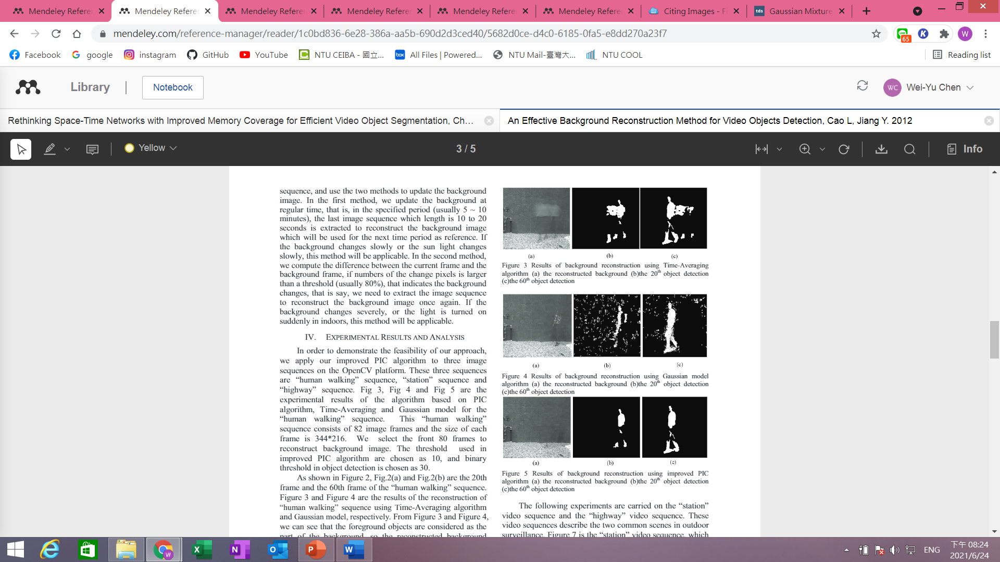 Mendeley Refere
Mendeley Refere
Mendeley Refere
Mendeley Refere
Mendeley Refere
Mendeley Refere
Citing Images - F
tds
Gaussian Mixture
mendeley.com/reference-manager/reader/1c0bd836-6e28-386a-aa5b-690d2d3ced40/5682d0ce-d4c0-6185-0fa5-e8dd270a23f7
65
K
W
Facebook
google
instagram
GitHub
YouTube
NTU CEIBA - 國立...
box
All Files | Powered...
NTU Mail-臺灣大...
NTU COOL
Reading list
Library
Notebook
WC
Wei-Yu Chen
Rethinking Space-Time Networks with Improved Memory Coverage for Efficient Video Object Segmentation, Ch...
An Effective Background Reconstruction Method for Video Objects Detection, Cao L, Jiang Y. 2012
Yellow
3 / 5
Info
sequence, and use the two methods to update the background
image. In the first method, we update the background at
regular time, that is, in the specified period (usually 5 ~ 10
minutes), the last image sequence which length is 10 to 20
seconds is extracted to reconstruct the background image
which will be used for the next time period as reference. If
the background changes slowly or the sun light changes
slowly, this method will be applicable. In the second method,
we compute the difference between the current frame and the
background frame, if numbers of the change pixels is larger
than a threshold (usually 80%), that indicates the background
changes, that is say, we need to extract the image sequence
to reconstruct the background image once again. If the
background changes severely, or the light is turned on
suddenly in indoors, this method will be applicable.
IV. EXPERIMENTAL RESULTS AND ANALYSIS
In order to demonstrate the feasibility of our approach,
we apply our improved PIC algorithm to three image
sequences on the OpenCV platform. These three sequences
are “human walking” sequence, “station” sequence and
“highway” sequence. Fig 3, Fig 4 and Fig 5 are the
experimental results of the algorithm based on PIC
algorithm, Time-Averaging and Gaussian model for the
“human walking” sequence. This “human walking”
sequence consists of 82 image frames and the size of each
frame is 344*216. We select the front 80 frames to
reconstruct background image. The threshold used in
improved PIC algorithm are chosen as 10, and binary
threshold in object detection is chosen as 30.
As shown in Figure 2, Fig.2(a) and Fig.2(b) are the 20th
frame and the 60th frame of the “human walking” sequence.
Figure 3 and Figure 4 are the results of the reconstruction of
“human walking” sequence using Time-Averaging algorithm
and Gaussian model, respectively. From Figure 3 and Figure 4,
we can see that the foreground objects are considered as the
part of the background, so the reconstructed background
(a) (b) (c)
Figure 3 Results of background reconstruction using Time-Averaging
algorithm (a) the reconstructed background (b)the 20th object detection
(c)the 60th object detection
(a) (b) (c)
Figure 4 Results of background reconstruction using Gaussian model
algorithm (a) the reconstructed background (b)the 20th object detection
(c)the 60th object detection
(a) (b) (c)
Figure 5 Results of background reconstruction using improved PIC
algorithm (a) the reconstructed background (b)the 20th object detection
(c)the 60th object detection
The following experiments are carried on the “station”
video sequence and the “highway” video sequence. These
video sequences describe the two common scenes in outdoor
surveillance. Figure 7 is the “station” video sequence, which
ENG
下午 08:24
2021/6/24